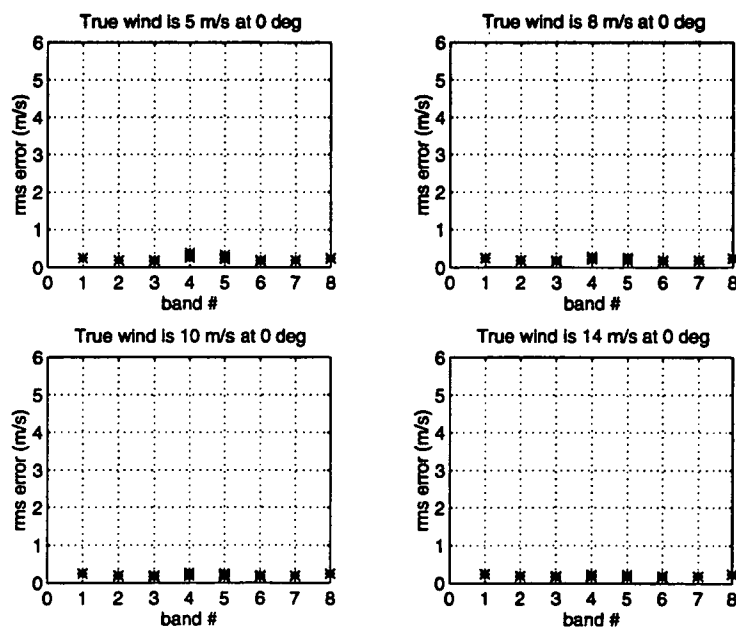 True wind is 5 m/s at 0 deg
6
5
4
3
2
1
0
rms error (m/s)
0 1 2 3 4 5 6 7 8
band #
True wind is 8 m/s at 0 deg
6
5
4
3
2
1
0
rms error (m/s)
0 1 2 3 4 5 6 7 8
band #
True wind is 10 m/s at 0 deg
6
5
4
3
2
1
0
rms error (m/s)
0 1 2 3 4 5 6 7 8
band #
True wind is 14 m/s at 0 deg
6
5
4
3
2
1
0
rms error (m/s)
0 1 2 3 4 5 6 7 8
band #